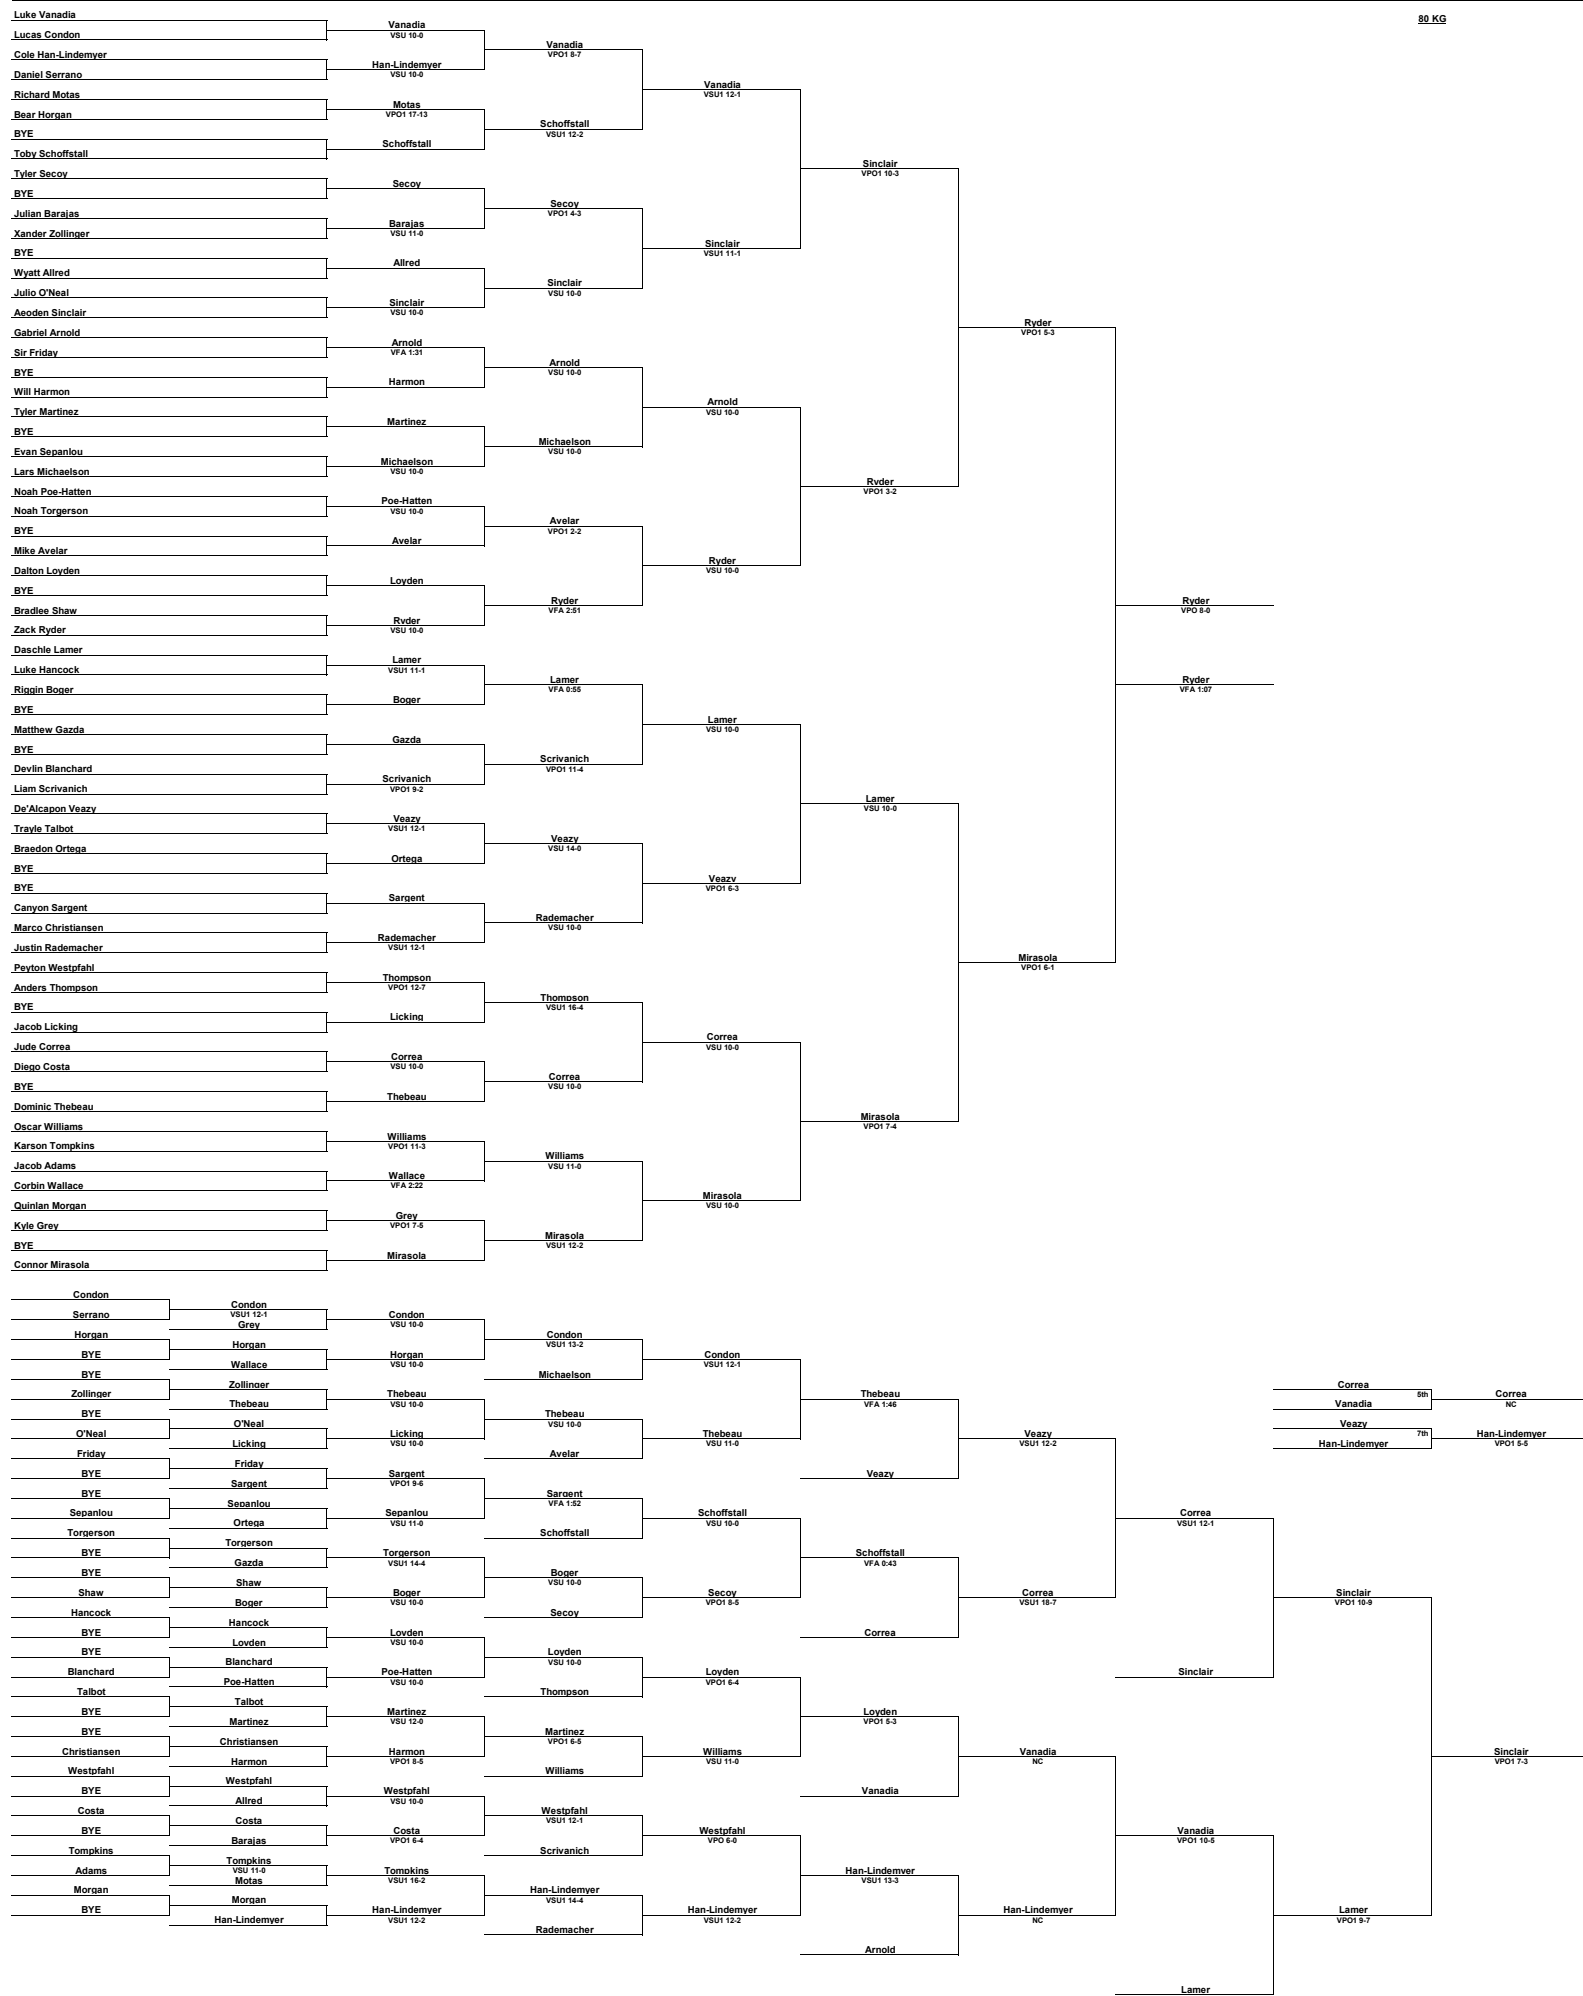 80 KG
Luke Vanadia
Lucas Condon
Cole Han-Lindemyer
Daniel Serrano
Richard Motas
Bear Horgan
BYE
Toby Schoffstall
Tyler Secoy
BYE
Julian Barajas
Xander Zollinger
BYE
Wyatt Allred
Julio O'Neal
Aeoden Sinclair
Gabriel Arnold
Sir Friday
BYE
Will Harmon
Tyler Martinez
BYE
Evan Sepanlou
Lars Michaelson
Noah Poe-Hatten
Noah Torgerson
BYE
Mike Avelar
Dalton Loyden
BYE
Bradlee Shaw
Zack Ryder
Daschle Lamer
Luke Hancock
Riggin Boger
BYE
Matthew Gazda
BYE
Devlin Blanchard
Liam Scrivanich
De'Alcapon Veazy
Trayle Talbot
Braedon Ortega
BYE
BYE
Canyon Sargent
Marco Christiansen
Justin Rademacher
Peyton Westpfahl
Anders Thompson
BYE
Jacob Licking
Jude Correa
Diego Costa
BYE
Dominic Thebeau
Oscar Williams
Karson Tompkins
Jacob Adams
Corbin Wallace
Quinlan Morgan
Kyle Grey
BYE
Connor Mirasola
Vanadia
VSU 10-0
Han-Lindemyer
VSU 10-0
Motas
VPO1 17-13
Schoffstall
Secoy
Barajas
VSU 11-0
Allred
Sinclair
VSU 10-0
Arnold
VFA 1:31
Harmon
Martinez
Michaelson
VSU 10-0
Poe-Hatten
VSU 10-0
Avelar
Loyden
Ryder
VSU 10-0
Lamer
VSU1 11-1
Boger
Gazda
Scrivanich
VPO1 9-2
Veazy
VSU1 12-1
Ortega
Sargent
Rademacher
VSU1 12-1
Thompson
VPO1 12-7
Licking
Correa
VSU 10-0
Thebeau
Williams
VPO1 11-3
Wallace
VFA 2:22
Grey
VPO1 7-5
Mirasola
Vanadia
VPO1 8-7
Schoffstall
VSU1 12-2
Secoy
VPO1 4-3
Sinclair
VSU 10-0
Arnold
VSU 10-0
Michaelson
VSU 10-0
Avelar
VPO1 2-2
Ryder
VFA 2:51
Lamer
VFA 0:55
Scrivanich
VPO1 11-4
Veazy
VSU 14-0
Rademacher
VSU 10-0
Thompson
VSU1 16-4
Correa
VSU 10-0
Williams
VSU 11-0
Mirasola
VSU1 12-2
Vanadia
VSU1 12-1
Sinclair
VSU1 11-1
Arnold
VSU 10-0
Ryder
VSU 10-0
Lamer
VSU 10-0
Veazy
VPO1 6-3
Correa
VSU 10-0
Mirasola
VSU 10-0
Sinclair
VPO1 10-3
Ryder
VPO1 3-2
Lamer
VSU 10-0
Mirasola
VPO1 7-4
Ryder
VPO1 5-3
Mirasola
VPO1 6-1
Ryder
VPO 8-0
Ryder
VFA 1:07
Condon
Serrano
Horgan
BYE
BYE
Zollinger
BYE
O'Neal
Friday
BYE
BYE
Sepanlou
Torgerson
BYE
BYE
Shaw
Hancock
BYE
BYE
Blanchard
Talbot
BYE
BYE
Christiansen
Westpfahl
BYE
Costa
BYE
Tompkins
Adams
Morgan
BYE
Condon
VSU1 12-1
Grey
Horgan
Wallace
Zollinger
Thebeau
O'Neal
Licking
Friday
Sargent
Sepanlou
Ortega
Torgerson
Gazda
Shaw
Boger
Hancock
Loyden
Blanchard
Poe-Hatten
Talbot
Martinez
Christiansen
Harmon
Westpfahl
Allred
Costa
Barajas
Tompkins
VSU 11-0
Motas
Morgan
Han-Lindemyer
Condon
VSU 10-0
Horgan
VSU 10-0
Thebeau
VSU 10-0
Licking
VSU 10-0
Sargent
VPO1 9-6
Sepanlou
VSU 11-0
Torgerson
VSU1 14-4
Boger
VSU 10-0
Loyden
VSU 10-0
Poe-Hatten
VSU 10-0
Martinez
VSU 12-0
Harmon
VPO1 8-5
Westpfahl
VSU 10-0
Costa
VPO1 6-4
Tompkins
VSU1 16-2
Han-Lindemyer
VSU1 12-2
Condon
VSU1 13-2
Michaelson
Thebeau
VSU 10-0
Avelar
Sargent
VFA 1:52
Schoffstall
Boger
VSU 10-0
Secoy
Loyden
VSU 10-0
Thompson
Martinez
VPO1 6-5
Williams
Westpfahl
VSU1 12-1
Scrivanich
Han-Lindemyer
VSU1 14-4
Rademacher
Condon
VSU1 12-1
Thebeau
VSU 11-0
Schoffstall
VSU 10-0
Secoy
VPO1 8-5
Loyden
VPO1 6-4
Williams
VSU 11-0
Westpfahl
VPO 6-0
Han-Lindemyer
VSU1 12-2
Thebeau
VFA 1:46
Veazy
Schoffstall
VFA 0:43
Correa
Loyden
VPO1 5-3
Vanadia
Han-Lindemyer
VSU1 13-3
Arnold
Veazy
VSU1 12-2
Correa
VSU1 18-7
Vanadia
NC
Han-Lindemyer
NC
Correa
VSU1 12-1
Sinclair
Vanadia
VPO1 10-5
Lamer
Correa
5th
Vanadia
Veazy
7th
Han-Lindemyer
Sinclair
VPO1 10-9
Lamer
VPO1 9-7
Correa
NC
Han-Lindemyer
VPO1 5-5
Sinclair
VPO1 7-3